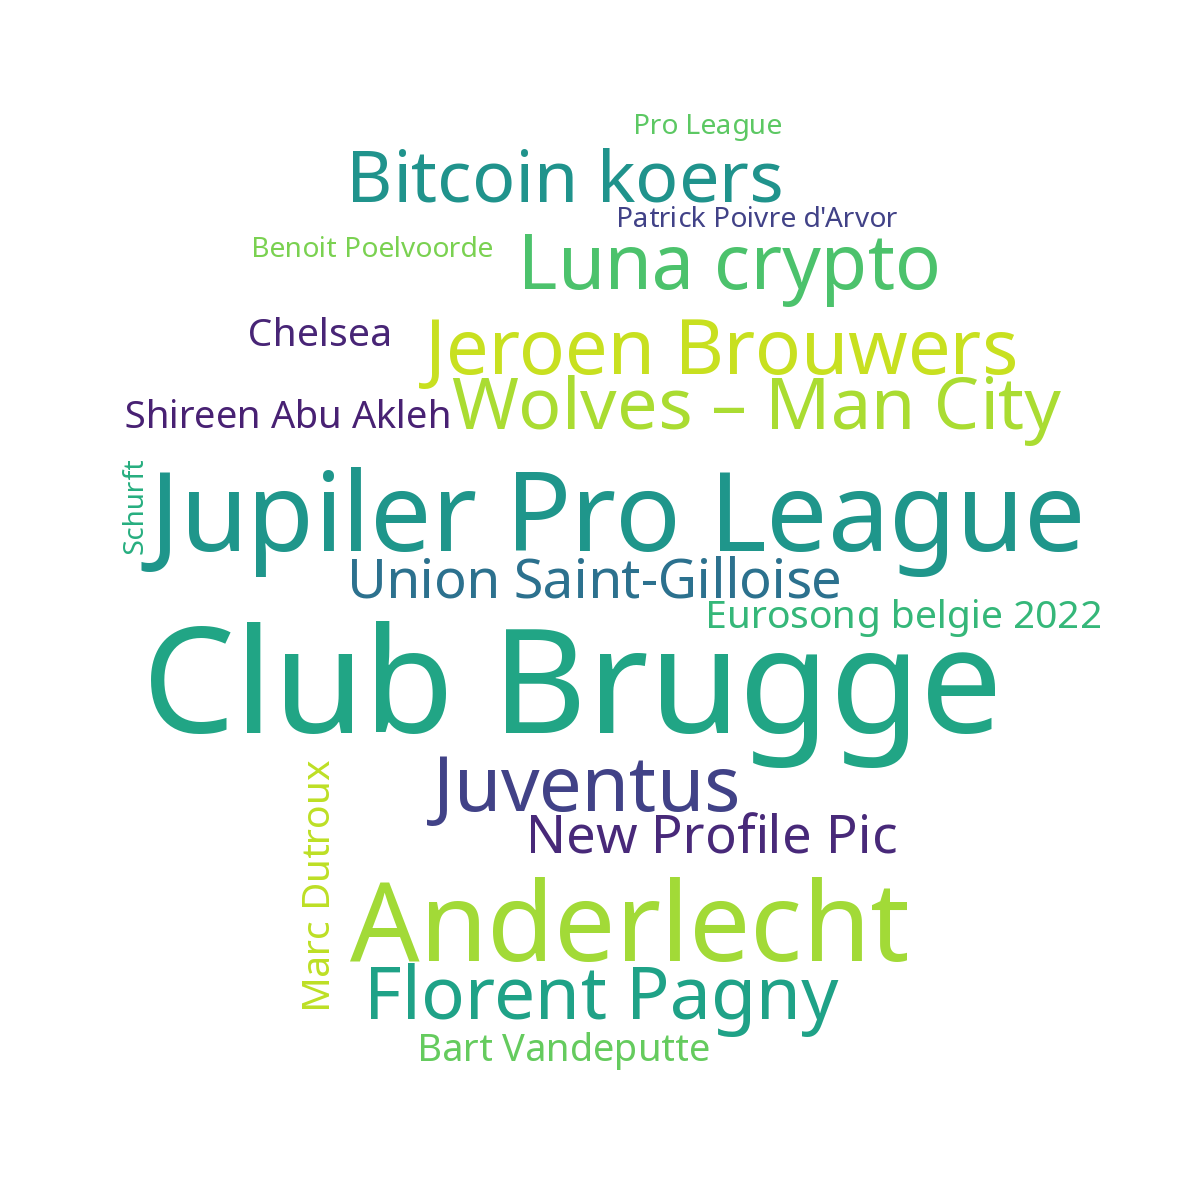 Pro League
Bitcoin koers
Patrick Poivre d'Arvor
Benoit Poelvoorde
Luna crypto
Chelsea
Jeroen Brouwers
Wolves – Man City
Shireen Abu Akleh
Schurft
Jupiler Pro League
Union Saint-Gilloise
Eurosong belgie 2022
Club Brugge
Juventus
New Profile Pic
Marc Dutroux
Anderlecht
Florent Pagny
Bart Vandeputte